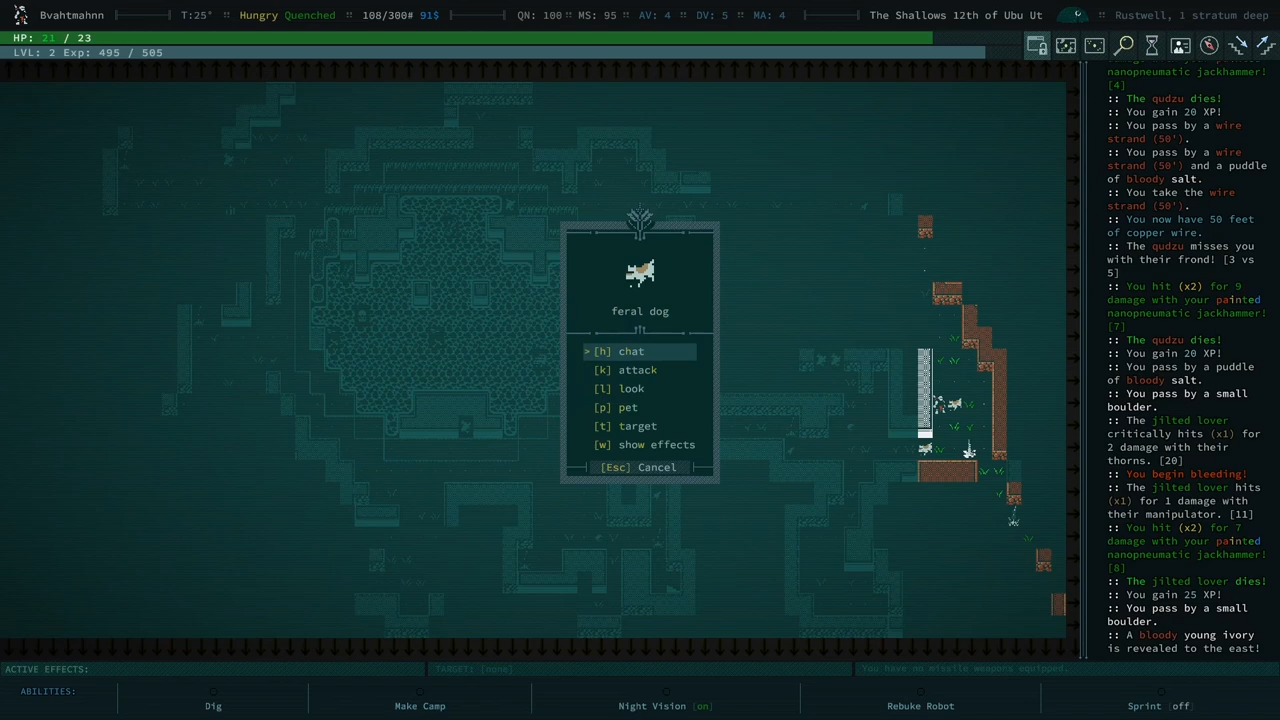 Bvahtmahnn T:25° :: Hungry Quenched :: 108/300# 91$ QN: 100 :: MS: 95 :: AV: 4 :: DV: 5 :: MA: 4 The Shallows 12th of Ubu Ut :: Rustwell, 1 stratum deep
HP: 21 / 23
LVL: 2 Exp: 495 / 505
damage with your painted
nanopneumatic jackhammer!
[4]
:: The qudzu dies!
:: You gain 20 XP!
:: You pass by a wire
strand (50').
:: You pass by a wire
strand (50') and a puddle
of bloody salt.
:: You take the wire
strand (50').
:: You now have 50 feet
of copper wire.
:: The qudzu misses you
with their frond! [3 vs
5]
:: You hit (x2) for 9
damage with your painted
nanopneumatic jackhammer!
[7]
:: The qudzu dies!
:: You gain 20 XP!
:: You pass by a puddle
of bloody salt.
:: You pass by a small
boulder.
:: The jilted lover
critically hits (x1) for
2 damage with their
thorns. [20]
:: You begin bleeding!
:: The jilted lover hits
(x1) for 1 damage with
their manipulator. [11]
:: You hit (x2) for 7
damage with your painted
nanopneumatic jackhammer!
[8]
:: The jilted lover dies!
:: You gain 25 XP!
:: You pass by a small
boulder.
:: A bloody young ivory
is revealed to the east!
feral dog
> [h] chat
[k] attack
[l] look
[p] pet
[t] target
[w] show effects
[Esc] Cancel
ACTIVE EFFECTS: TARGET: [none] You have no missile weapons equipped.
ABILITIES: Dig Make Camp Night Vision [on] Rebuke Robot Sprint [off]